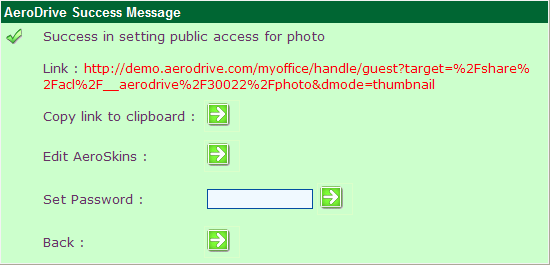 AeroDrive Success Message
Success in setting public access for photo
Link : http://demo.aerodrive.com/myoffice/handle/guest?target=%2Fshare%
2Facl%2F__aerodrive%2F30022%2Fphoto&dmode=thumbnail
Copy link to clipboard :
Edit AeroSkins :
Set Password :
Back :